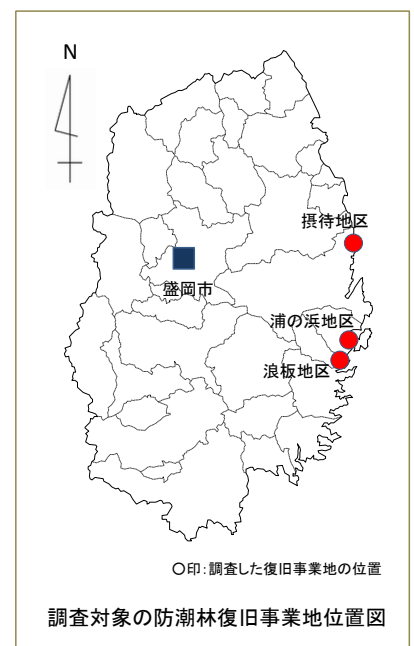 N
摂待地区
盛岡市
浦の浜地区
浪板地区
○印:調査した復旧事業地の位置
調査対象の防潮林復旧事業地位置図